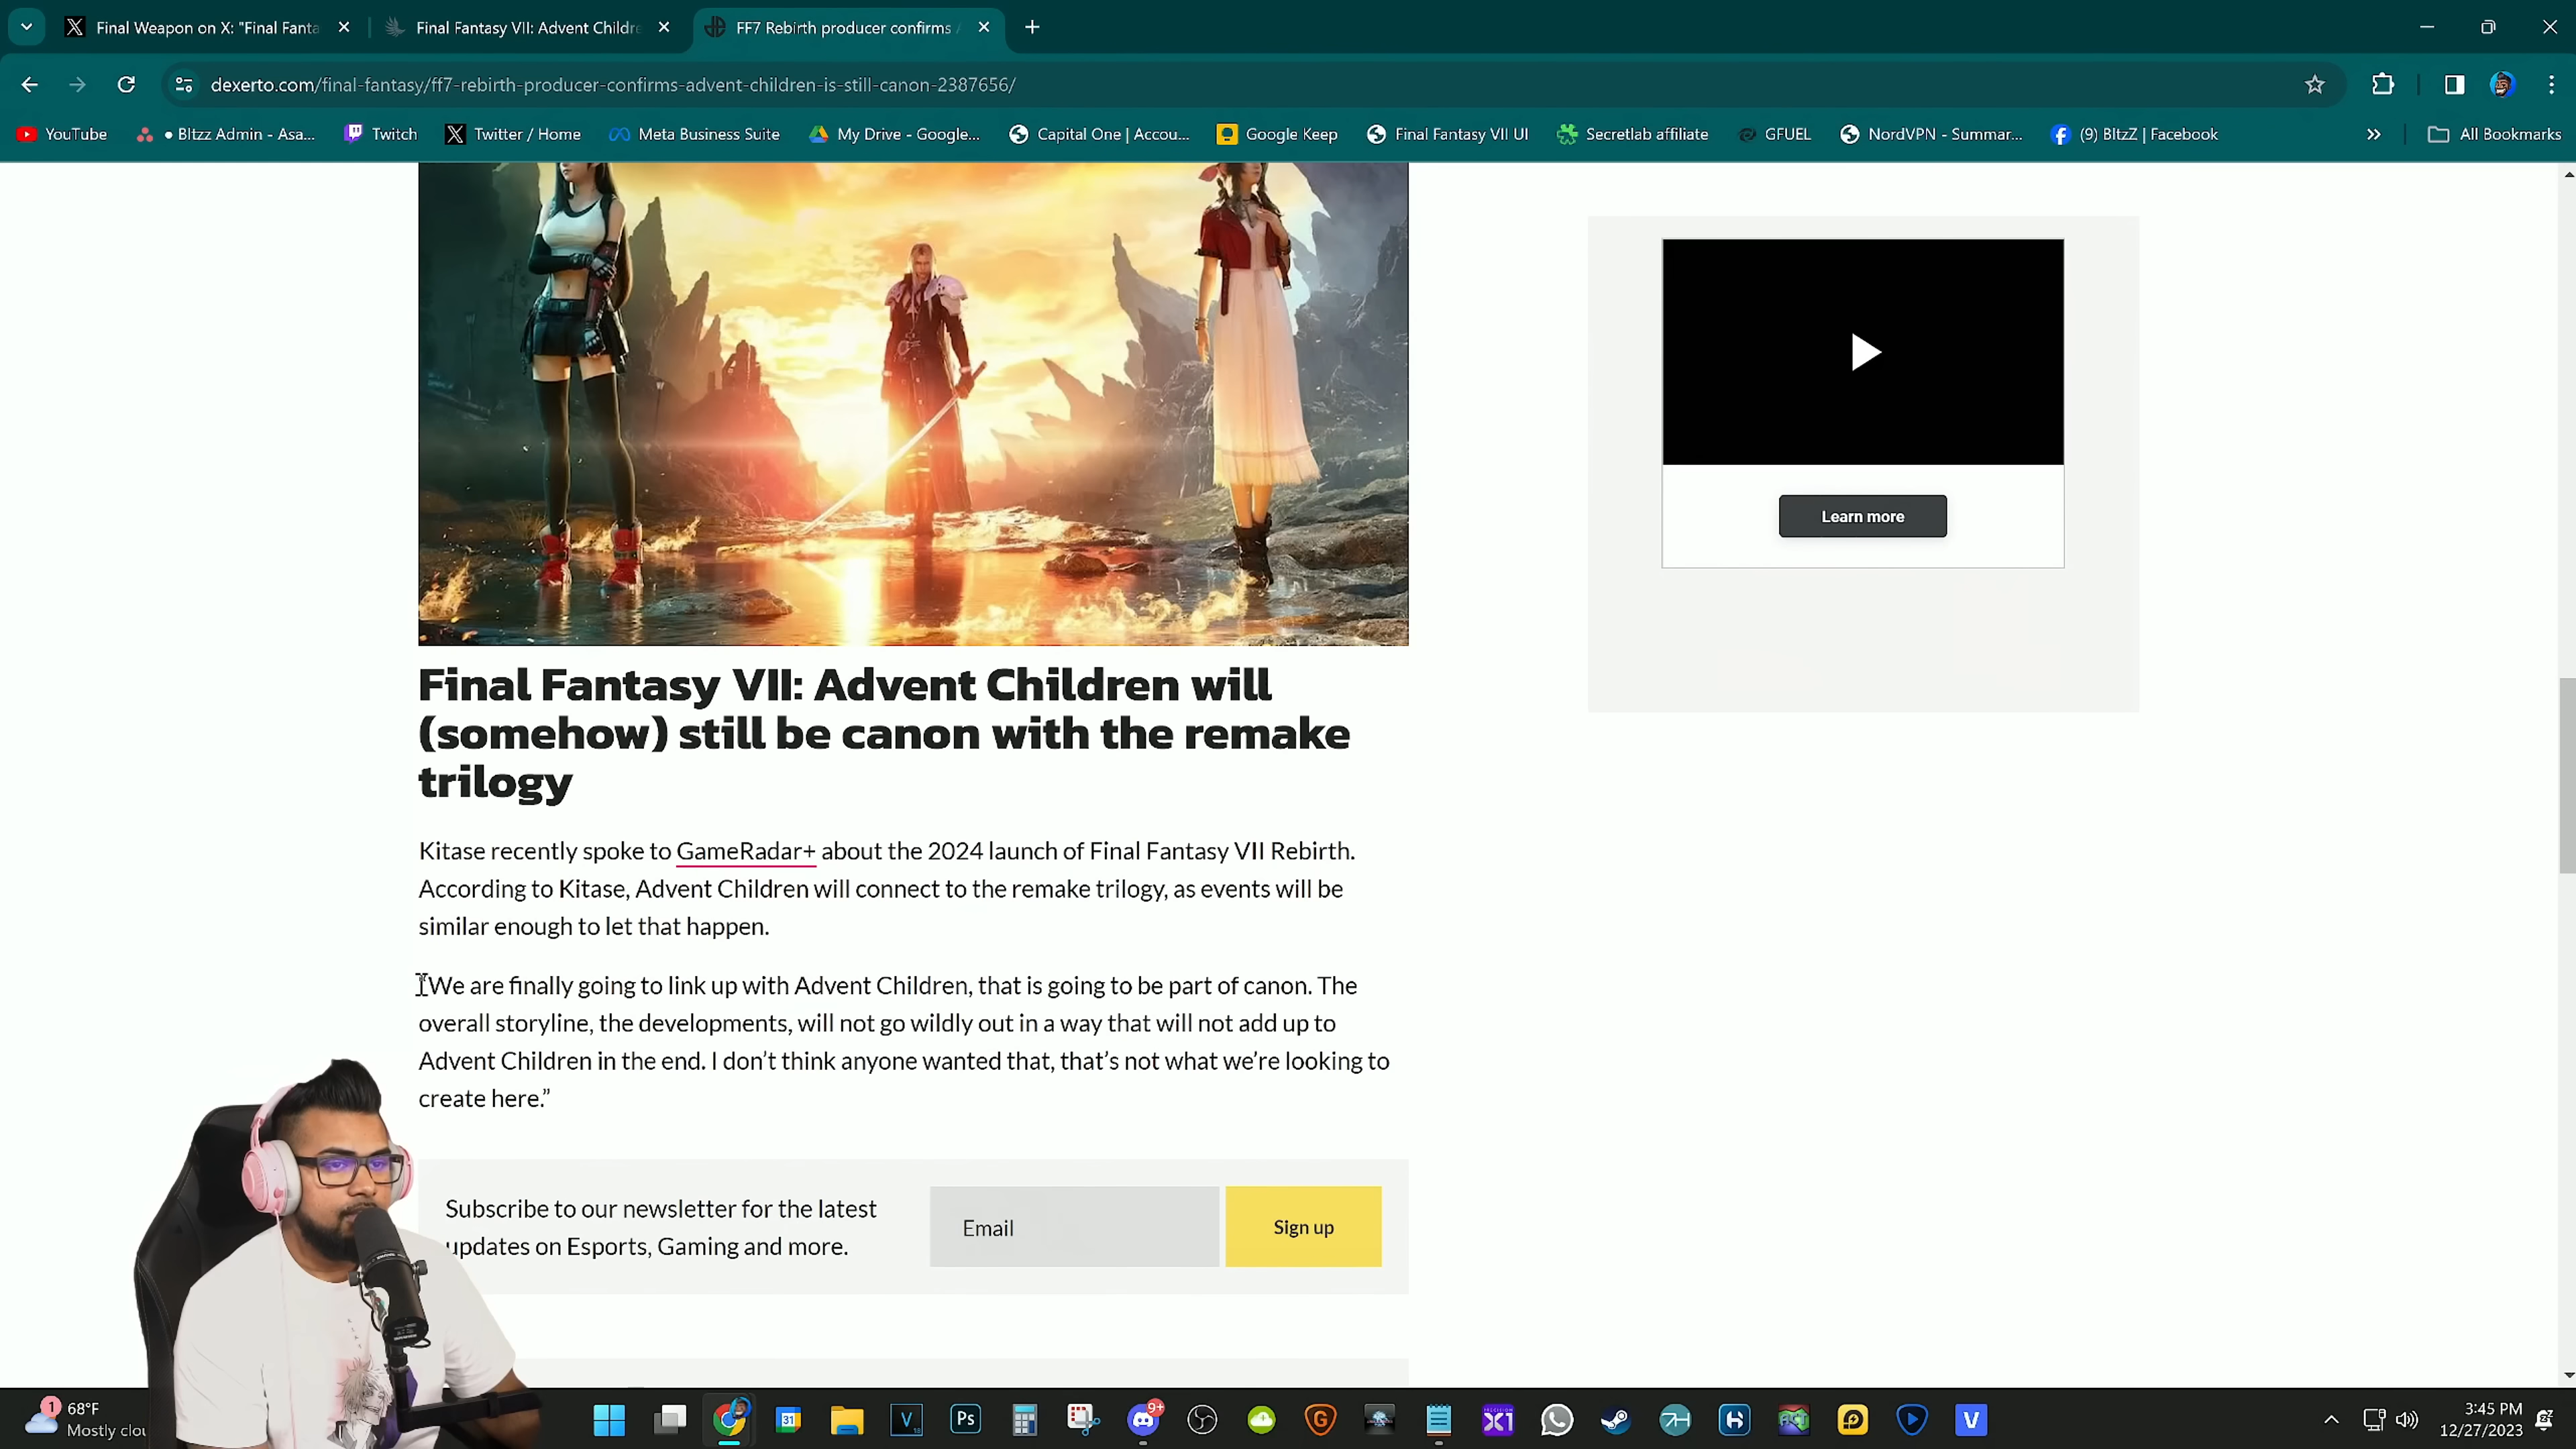 Final Weapon on X: "Final Fanta
Final Fantasy VII: Advent Childre
FF7 Rebirth producer confirms A
dexerto.com/final-fantasy/ff7-rebirth-producer-confirms-advent-children-is-still-canon-2387656/
YouTube
● Bltzz Admin - Asa...
Twitch
Twitter / Home
Meta Business Suite
My Drive - Google...
Capital One | Accou...
Google Keep
Final Fantasy VII UI
Secretlab affiliate
GFUEL
NordVPN - Summar...
(9) BltzZ | Facebook
»
All Bookmarks
Learn more
Final Fantasy VII: Advent Children will
(somehow) still be canon with the remake
trilogy
Kitase recently spoke to GameRadar+ about the 2024 launch of Final Fantasy VII Rebirth.
According to Kitase, Advent Children will connect to the remake trilogy, as events will be
similar enough to let that happen.
“We are finally going to link up with Advent Children, that is going to be part of canon. The
overall storyline, the developments, will not go wildly out in a way that will not add up to
Advent Children in the end. I don’t think anyone wanted that, that’s not what we’re looking to
create here.”
Subscribe to our newsletter for the latest
updates on Esports, Gaming and more.
Email
Sign up
1
68°F
Mostly clou
31
V
Ps
9+
G
X1
7H
H
ACT
V
3:45 PM
12/27/2023